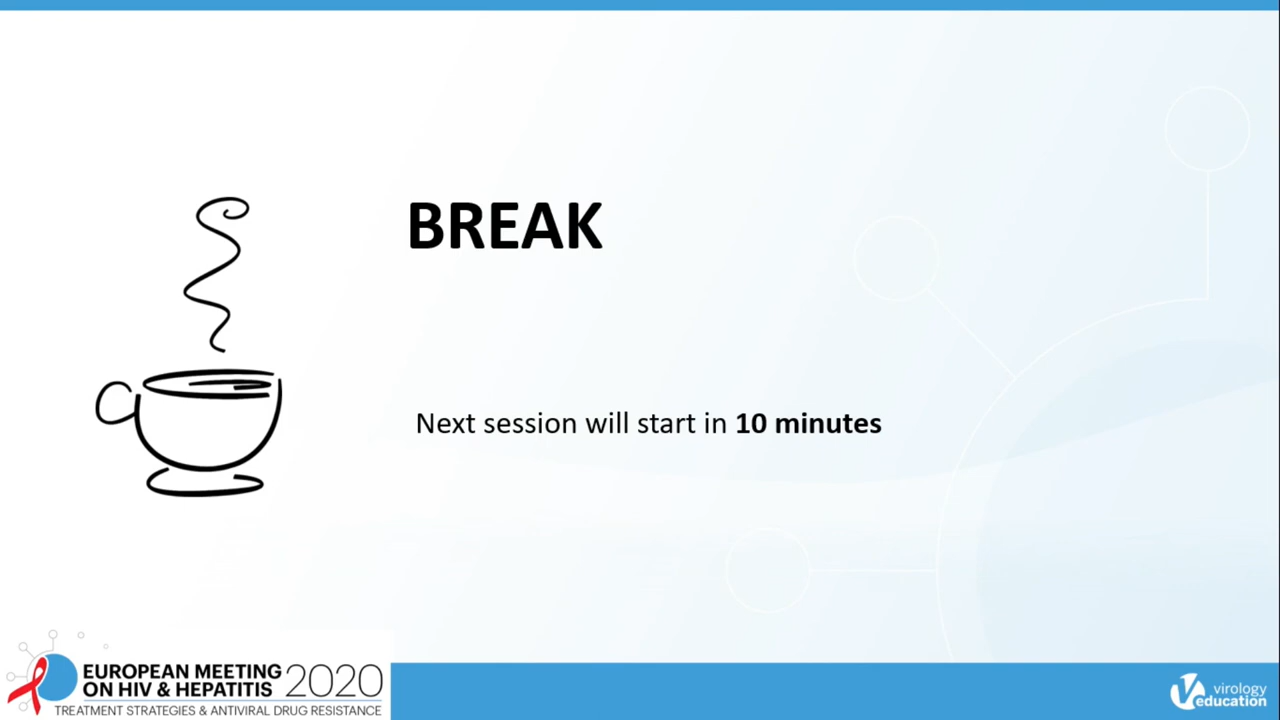 BREAK
Next session will start in 10 minutes
EUROPEAN MEETING
ON HIV & HEPATITIS 2020
TREATMENT STRATEGIES & ANTIVIRAL DRUG RESISTANCE
virology
education